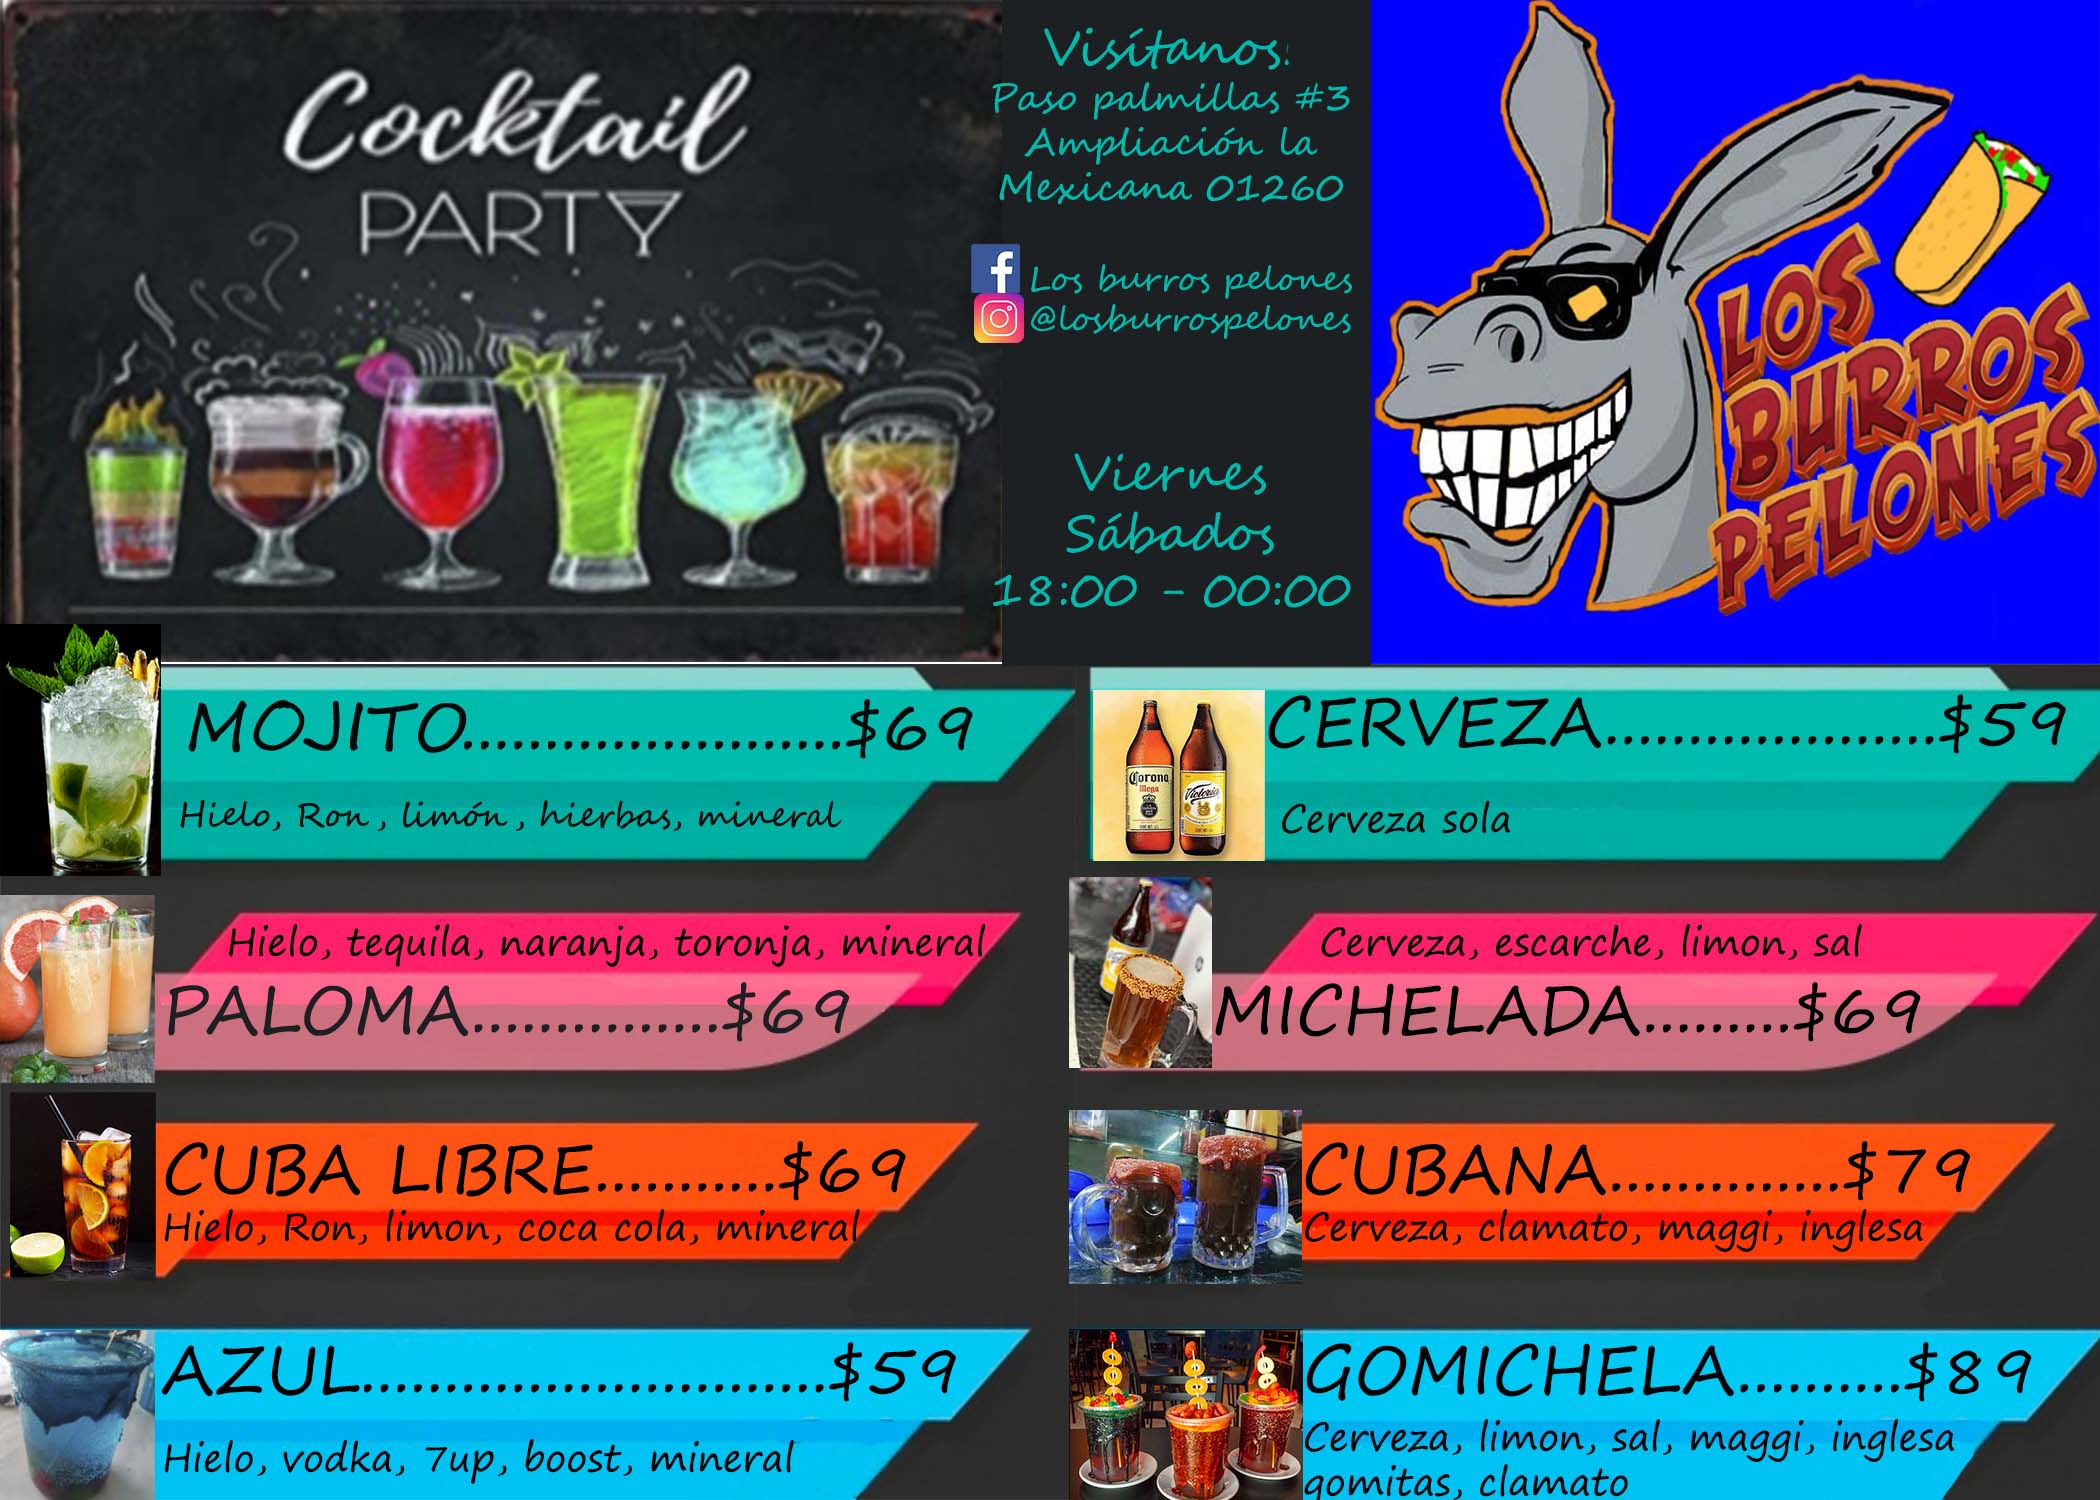 Cocktail
PARTY
Visítanos!
Paso palmillas #3
Ampliación la
Mexicana 01260
Los burros pelones
@losburrospelones
Viernes
Sábados
18:00 - 00:00
LOS
BURROS
PELONES
MOJITO.......................$69
Hielo, Ron, limón, hierbas, mineral
Hielo, tequila, naranja, toronja, mineral
PALOMA...............$69
CUBA LIBRE...........$69
Hielo, Ron, limon, coca cola, mineral
AZUL............................$59
Hielo, vodka, 7up, boost, mineral
CERVEZA....................$59
Cerveza sola
Corona
Mega
Victoria
Cerveza, escarche, limon, sal
MICHELADA.........$69
CUBANA..............$79
Cerveza, clamato, maggi, inglesa
GOMICHELA..........$89
Cerveza, limon, sal, maggi, inglesa
gomitas, clamato